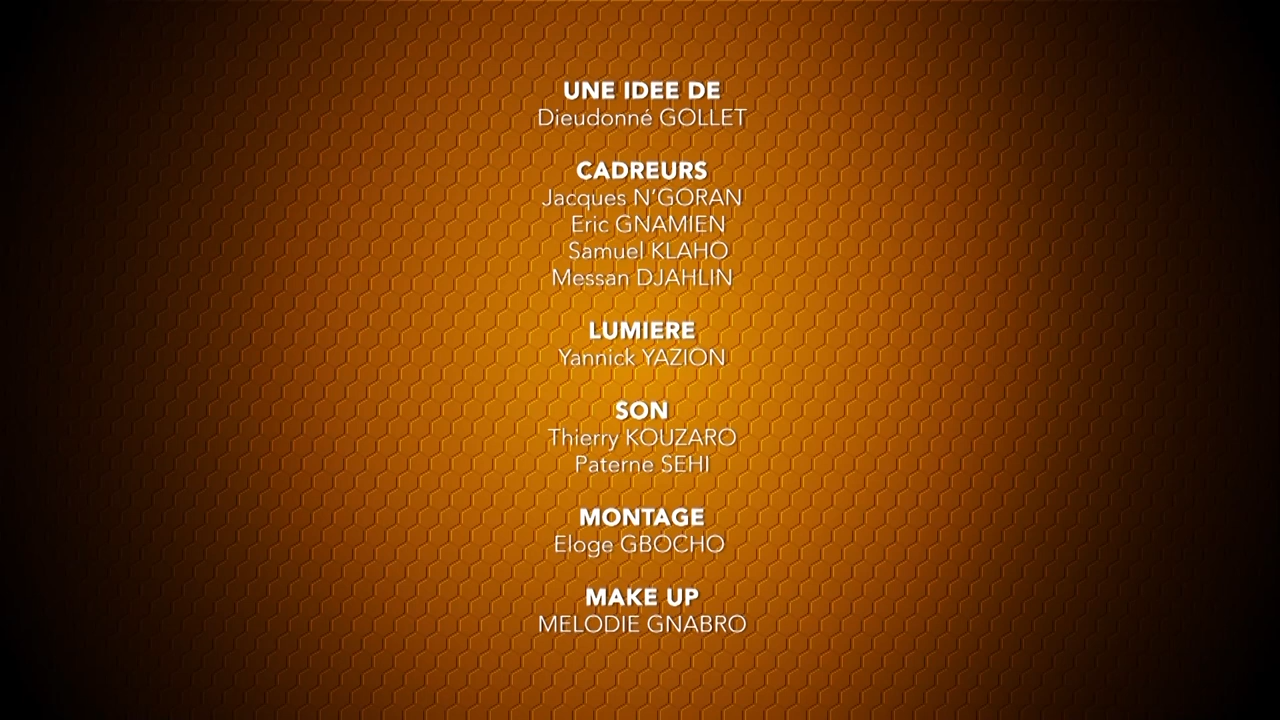 UNE IDEE DE
Dieudonné GOLLET
CADREURS
Jacques N'GORAN
Eric GNAMIEN
Samuel KLAHO
Messan DJAHLIN
LUMIERE
Yannick YAZION
SON
Thierry KOUZARO
Paterne SEHI
MONTAGE
Eloge GBOCHO
MAKE UP
MELODIE GNABRO